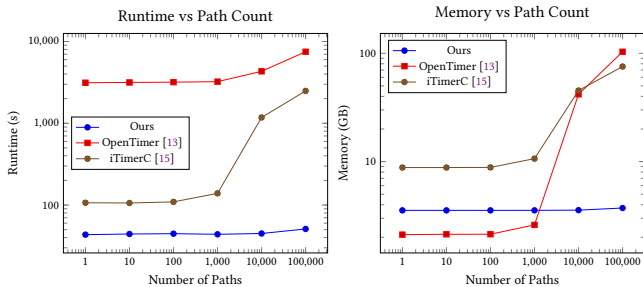 Runtime vs Path Count
10,000
1,000
100
Runtime (s)
Ours
OpenTimer [13]
iTimerC [15]
1 10 100 1,000 10,000 100,000
Number of Paths
Memory vs Path Count
100
10
Memory (GB)
Ours
OpenTimer [13]
iTimerC [15]
1 10 100 1,000 10,000 100,000
Number of Paths